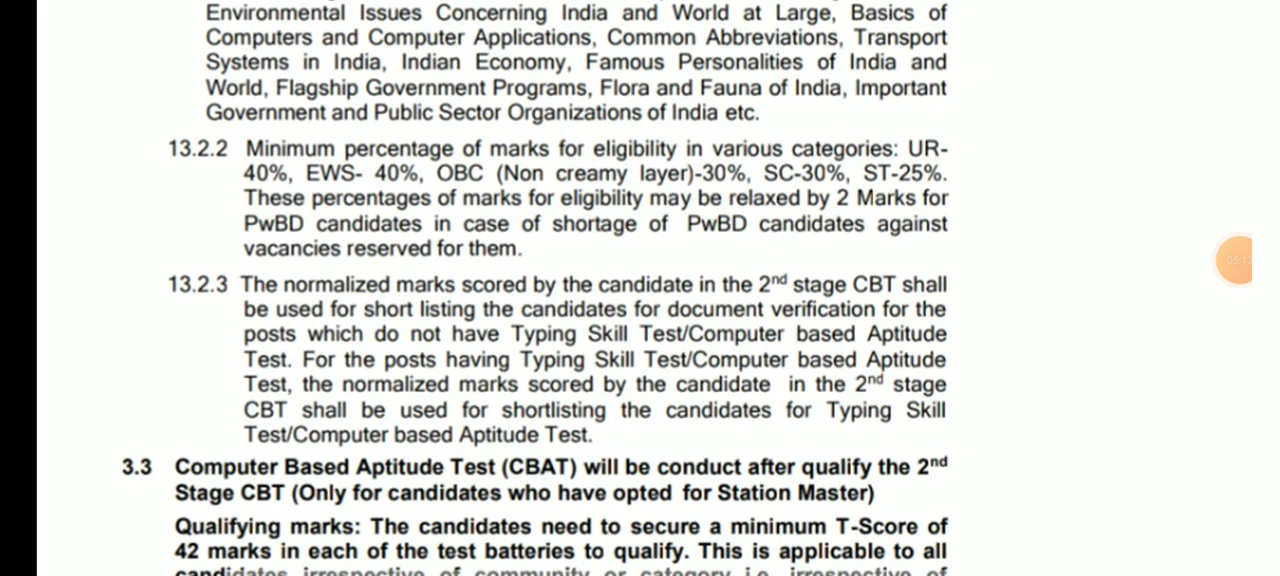 Environmental Issues Concerning India and World at Large, Basics of
Computers and Computer Applications, Common Abbreviations, Transport
Systems in India, Indian Economy, Famous Personalities of India and
World, Flagship Government Programs, Flora and Fauna of India, Important
Government and Public Sector Organizations of India etc.
13.2.2 Minimum percentage of marks for eligibility in various categories: UR-
40%, EWS- 40%, OBC (Non creamy layer)-30%, SC-30%, ST-25%.
These percentages of marks for eligibility may be relaxed by 2 Marks for
PwBD candidates in case of shortage of PwBD candidates against
vacancies reserved for them.
13.2.3 The normalized marks scored by the candidate in the 2nd stage CBT shall
be used for short listing the candidates for document verification for the
posts which do not have Typing Skill Test/Computer based Aptitude
Test. For the posts having Typing Skill Test/Computer based Aptitude
Test, the normalized marks scored by the candidate in the 2nd stage
CBT shall be used for shortlisting the candidates for Typing Skill
Test/Computer based Aptitude Test.
3.3 Computer Based Aptitude Test (CBAT) will be conduct after qualify the 2nd
Stage CBT (Only for candidates who have opted for Station Master)
Qualifying marks: The candidates need to secure a minimum T-Score of
42 marks in each of the test batteries to qualify. This is applicable to all
candidates irrespective of community or category i.e. irrespective of
05:13